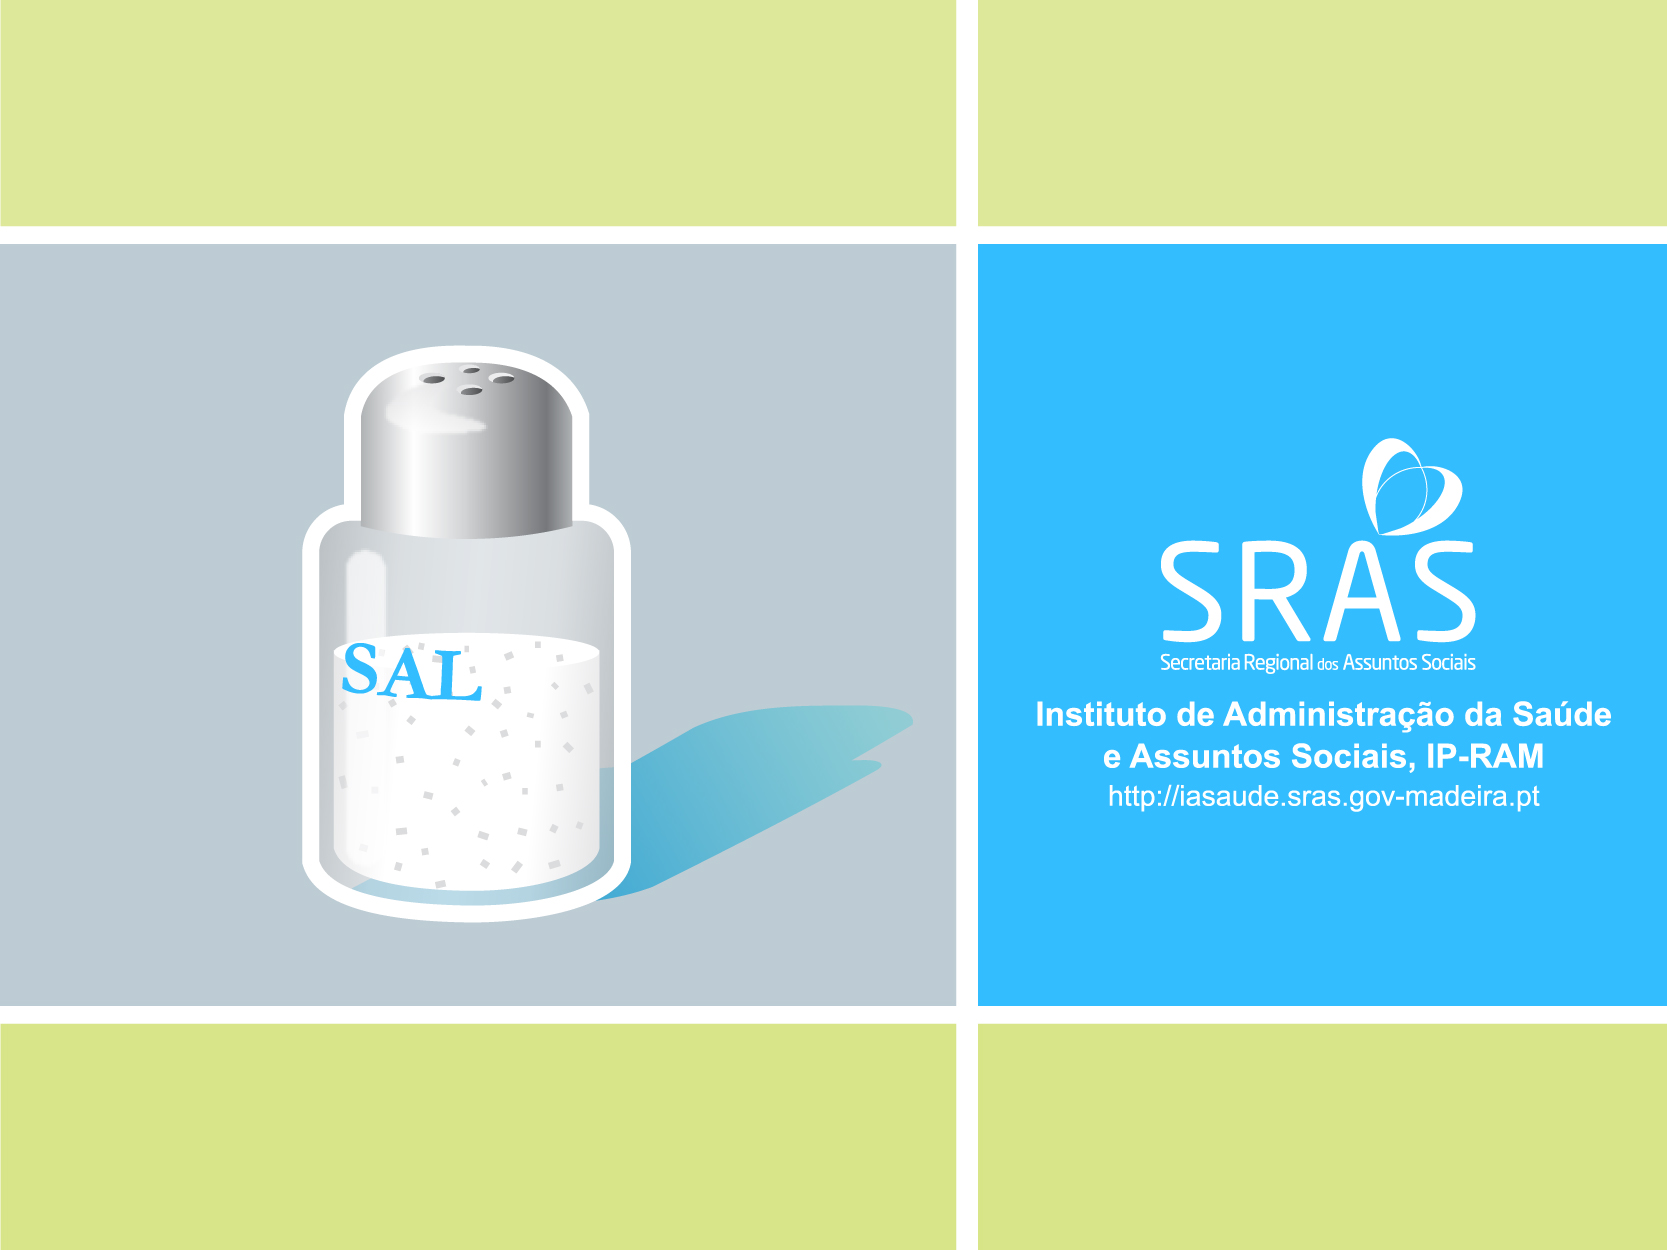 SAL
SRAS
Secretaria Regional dos Assuntos Sociais
Instituto de Administração da Saúde
e Assuntos Sociais, IP-RAM
http://iasaude.sras.gov-madeira.pt